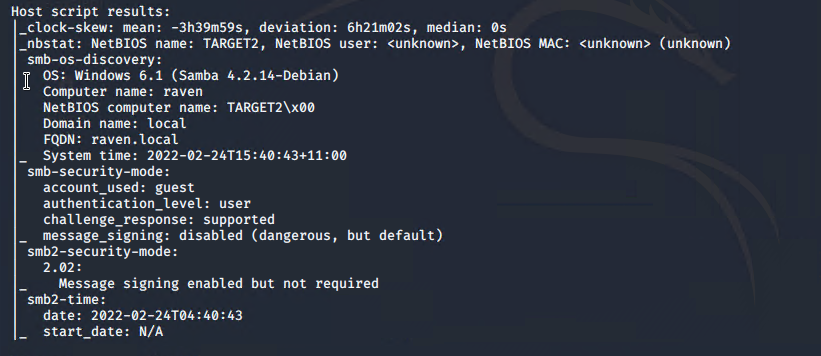 Host script results:
|_clock-skew: mean: -3h39m59s, deviation: 6h21m02s, median: 0s
|_nbstat: NetBIOS name: TARGET2, NetBIOS user: <unknown>, NetBIOS MAC: <unknown> (unknown)
| smb-os-discovery:
|   OS: Windows 6.1 (Samba 4.2.14-Debian)
|   Computer name: raven
|   NetBIOS computer name: TARGET2\x00
|   Domain name: local
|   FQDN: raven.local
|_  System time: 2022-02-24T15:40:43+11:00
| smb-security-mode:
|   account_used: guest
|   authentication_level: user
|   challenge_response: supported
|_  message_signing: disabled (dangerous, but default)
| smb2-security-mode:
|   2.02:
|_    Message signing enabled but not required
| smb2-time:
|   date: 2022-02-24T04:40:43
|_  start_date: N/A